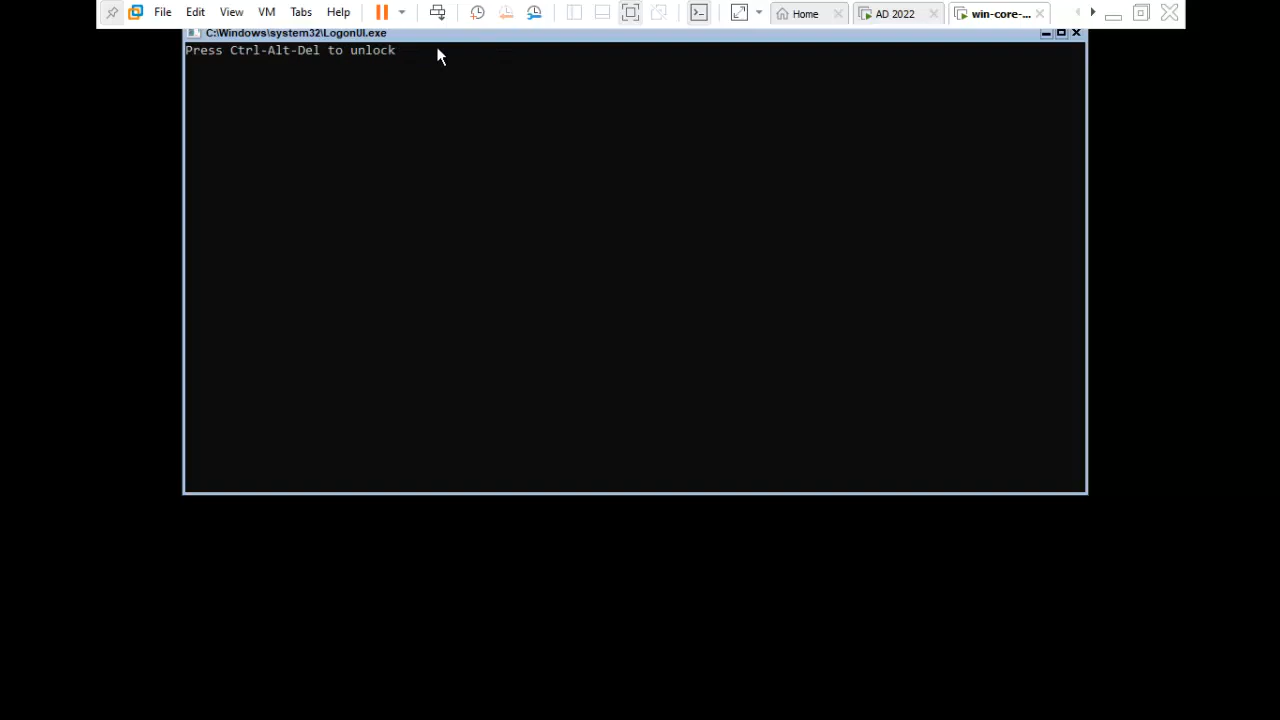 File Edit View VM Tabs Help Home AD 2022 win-core-...
C:\Windows\system32\LogonUI.exe
Press Ctrl-Alt-Del to unlock